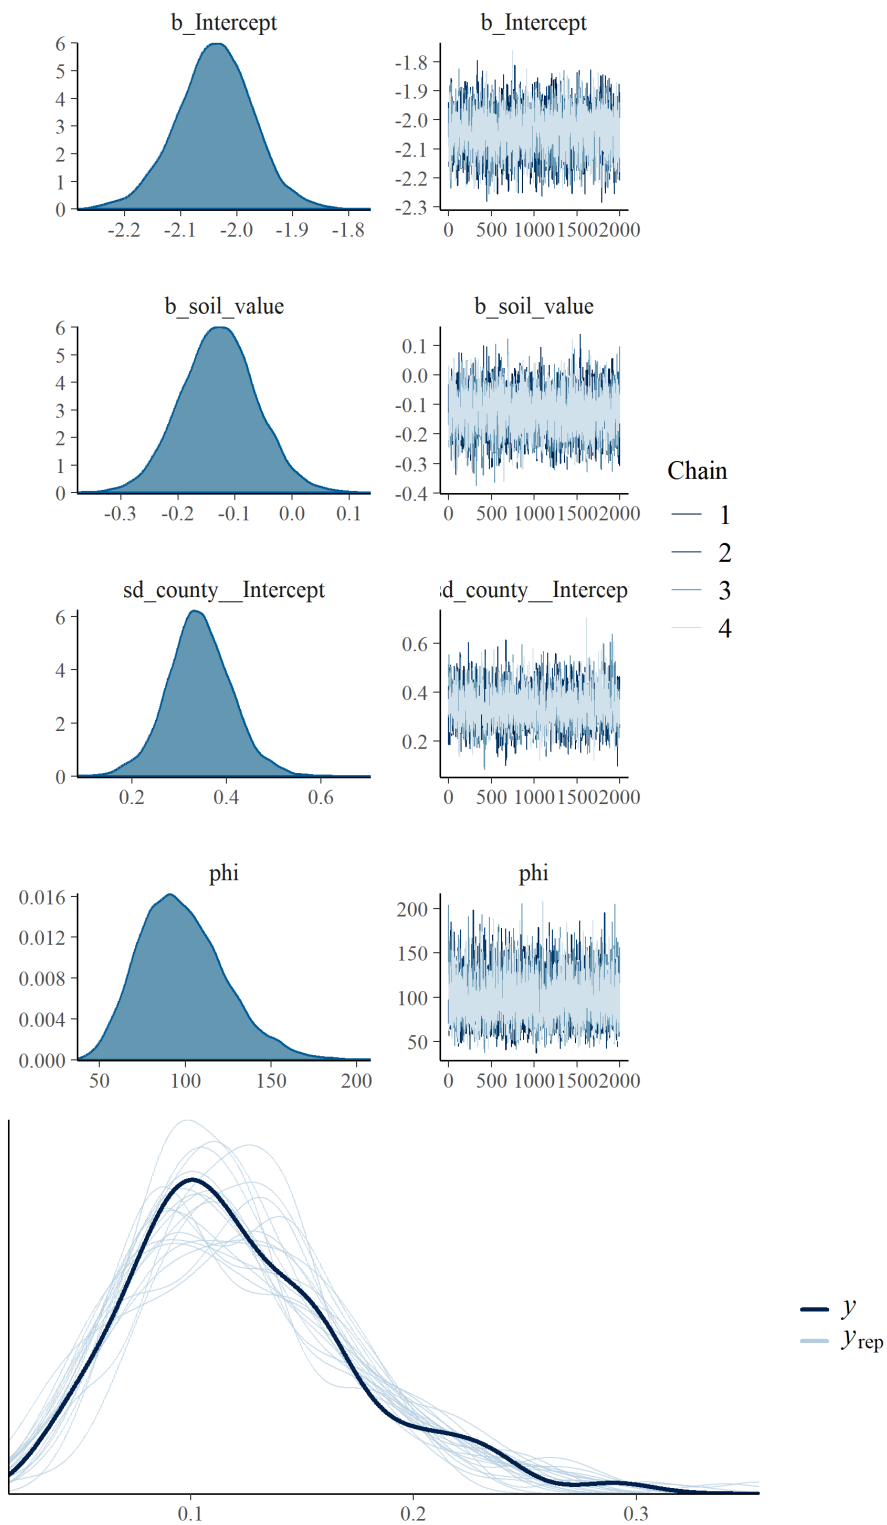 b_Intercept
b_Intercept
6
5
4
3
2
1
0
-2.2 -2.1 -2.0 -1.9 -1.8
-1.8
-1.9
-2.0
-2.1
-2.2
-2.3
0 500 1000 1500 2000
b_soil_value
b_soil_value
6
5
4
3
2
1
0
-0.3 -0.2 -0.1 0.0 0.1
0.1
0.0
-0.1
-0.2
-0.3
-0.4
0 500 1000 1500 2000
Chain
1
2
3
4
sd_county__Intercept
sd_county__Intercep
6
4
2
0
0.2 0.4 0.6
0.6
0.4
0.2
0 500 1000 1500 2000
phi
phi
0.016
0.012
0.008
0.004
0.000
50 100 150 200
200
150
100
50
0 500 1000 1500 2000
y
yrep
0.1 0.2 0.3